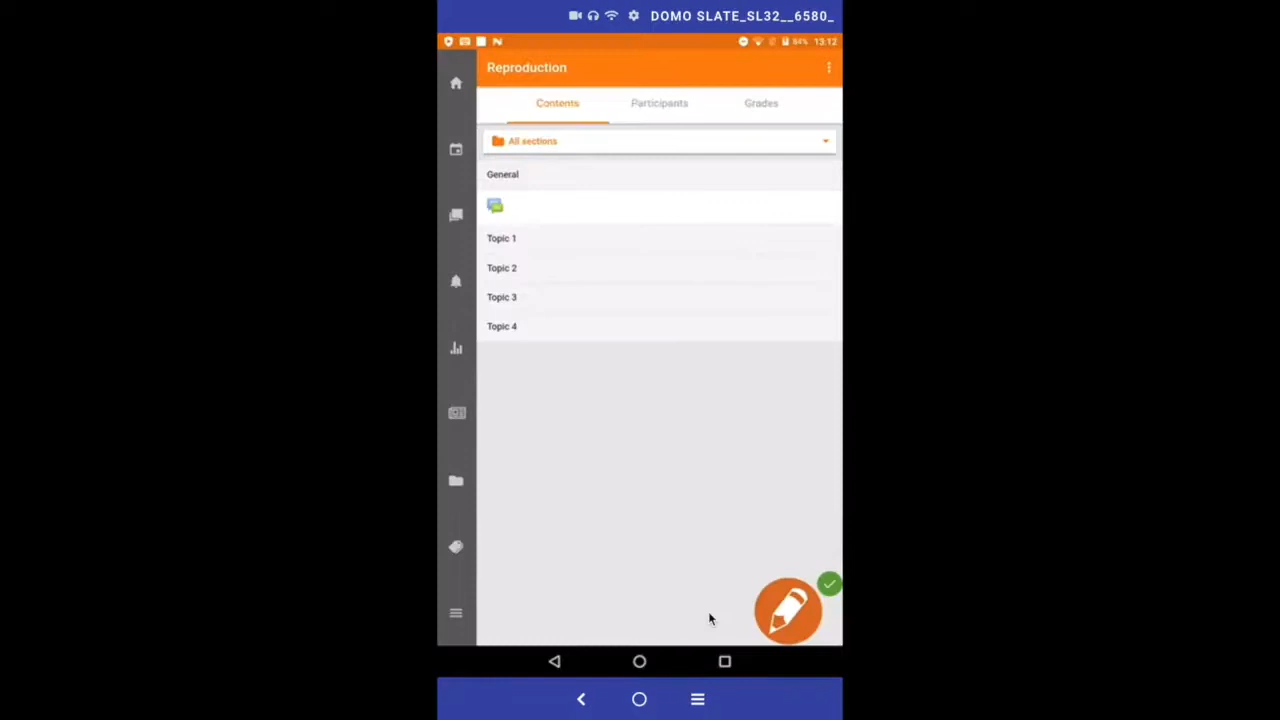 DOMO SLATE_SL32__6580_
84% 13:12
Reproduction
Contents Participants Grades
All sections
General
Topic 1
Topic 2
Topic 3
Topic 4